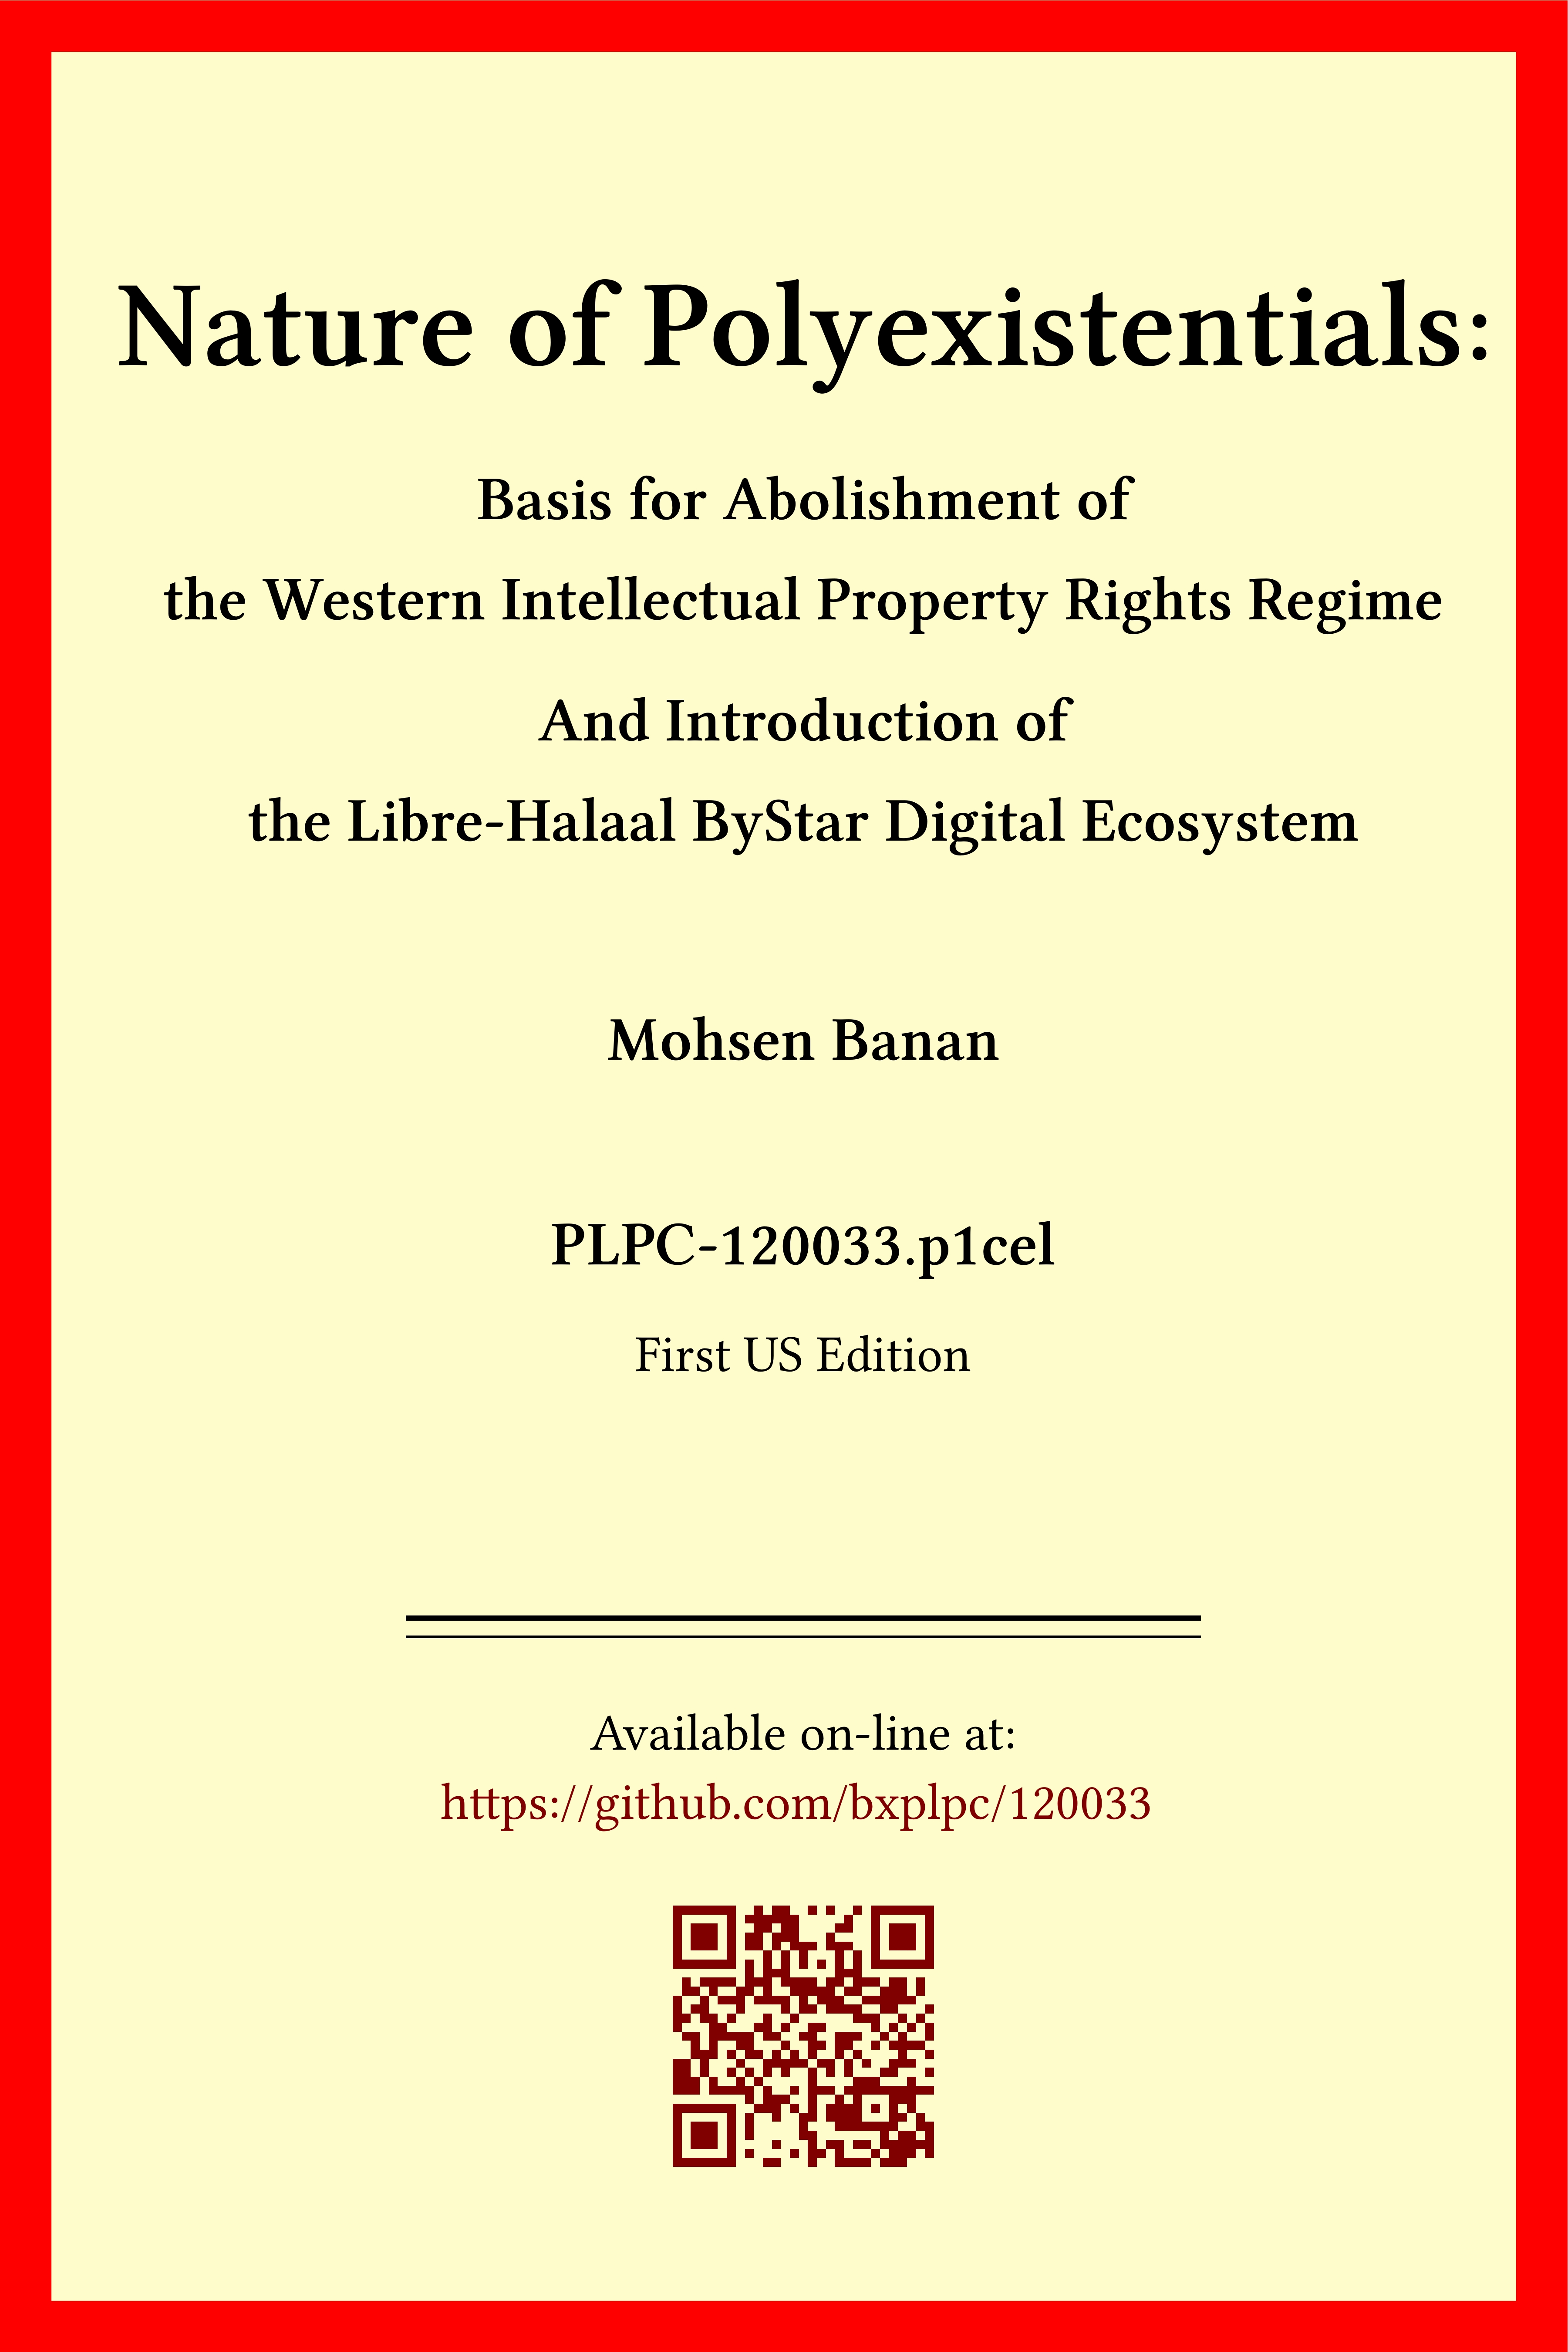 Nature of Polyexistentials:
Basis for Abolishment of
the Western Intellectual Property Rights Regime
And Introduction of
the Libre-Halaal ByStar Digital Ecosystem
Mohsen Banan
PLPC-120033.p1cel
First US Edition
Available on-line at:
https://github.com/bxplpc/120033